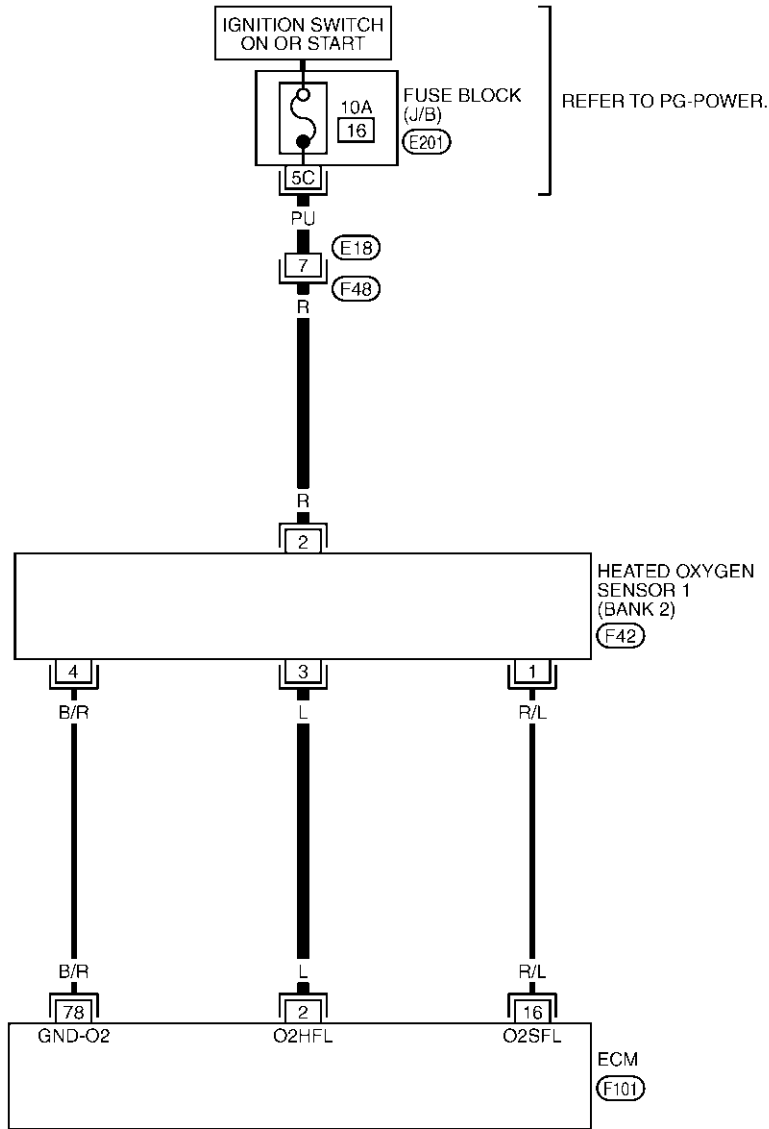 IGNITION SWITCH
ON OR START
FUSE BLOCK
(J/B)
E201
10A
16
REFER TO PG-POWER.
5C
PU
E18
7
F48
R
R
2
HEATED OXYGEN
SENSOR 1
(BANK 2)
F42
4 3 1
B/R L R/L
B/R L R/L
78 2 16
GND-O2 O2HFL O2SFL
ECM
F101